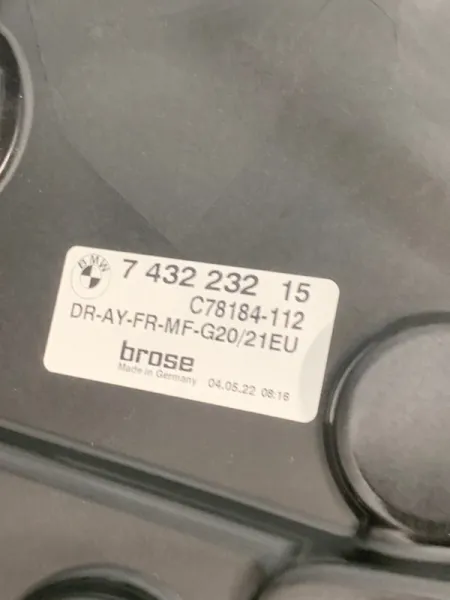 BMW
7 432 232 15
C78184-112
DR-AY-FR-MF-G20/21EU
brose
Made in Germany 04.05.22 08:16